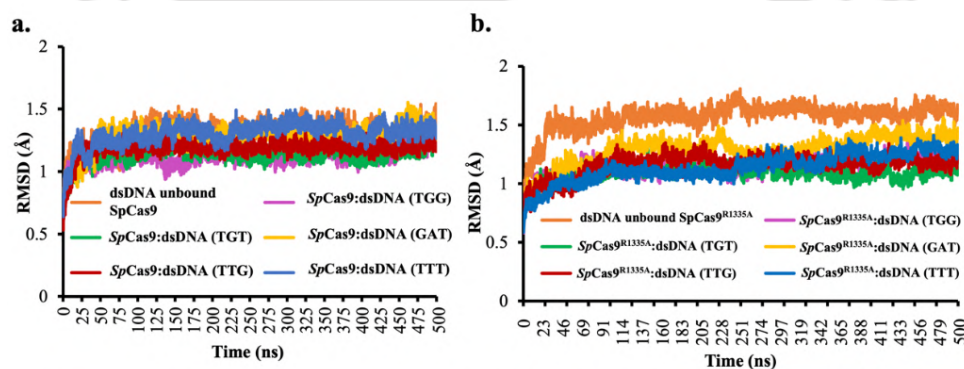 a.
2
1.5
1
0.5
0
RMSD (Å)
dsDNA unbound
SpCas9
SpCas9:dsDNA (TGG)
SpCas9:dsDNA (TGT)
SpCas9:dsDNA (GAT)
SpCas9:dsDNA (TTG)
SpCas9:dsDNA (TTT)
0 25 50 75 100 125 150 175 200 225 250 275 300 325 350 375 400 425 450 475 500
Time (ns)
b.
2
1.5
1
0.5
0
RMSD (Å)
dsDNA unbound SpCas9R1335A
SpCas9R1335A:dsDNA (TGG)
SpCas9R1335A:dsDNA (TGT)
SpCas9R1335A:dsDNA (GAT)
SpCas9R1335A:dsDNA (TTG)
SpCas9R1335A:dsDNA (TTT)
0 23 46 69 91 114 137 160 183 205 228 251 274 297 319 342 365 388 411 433 456 479 500
Time (ns)